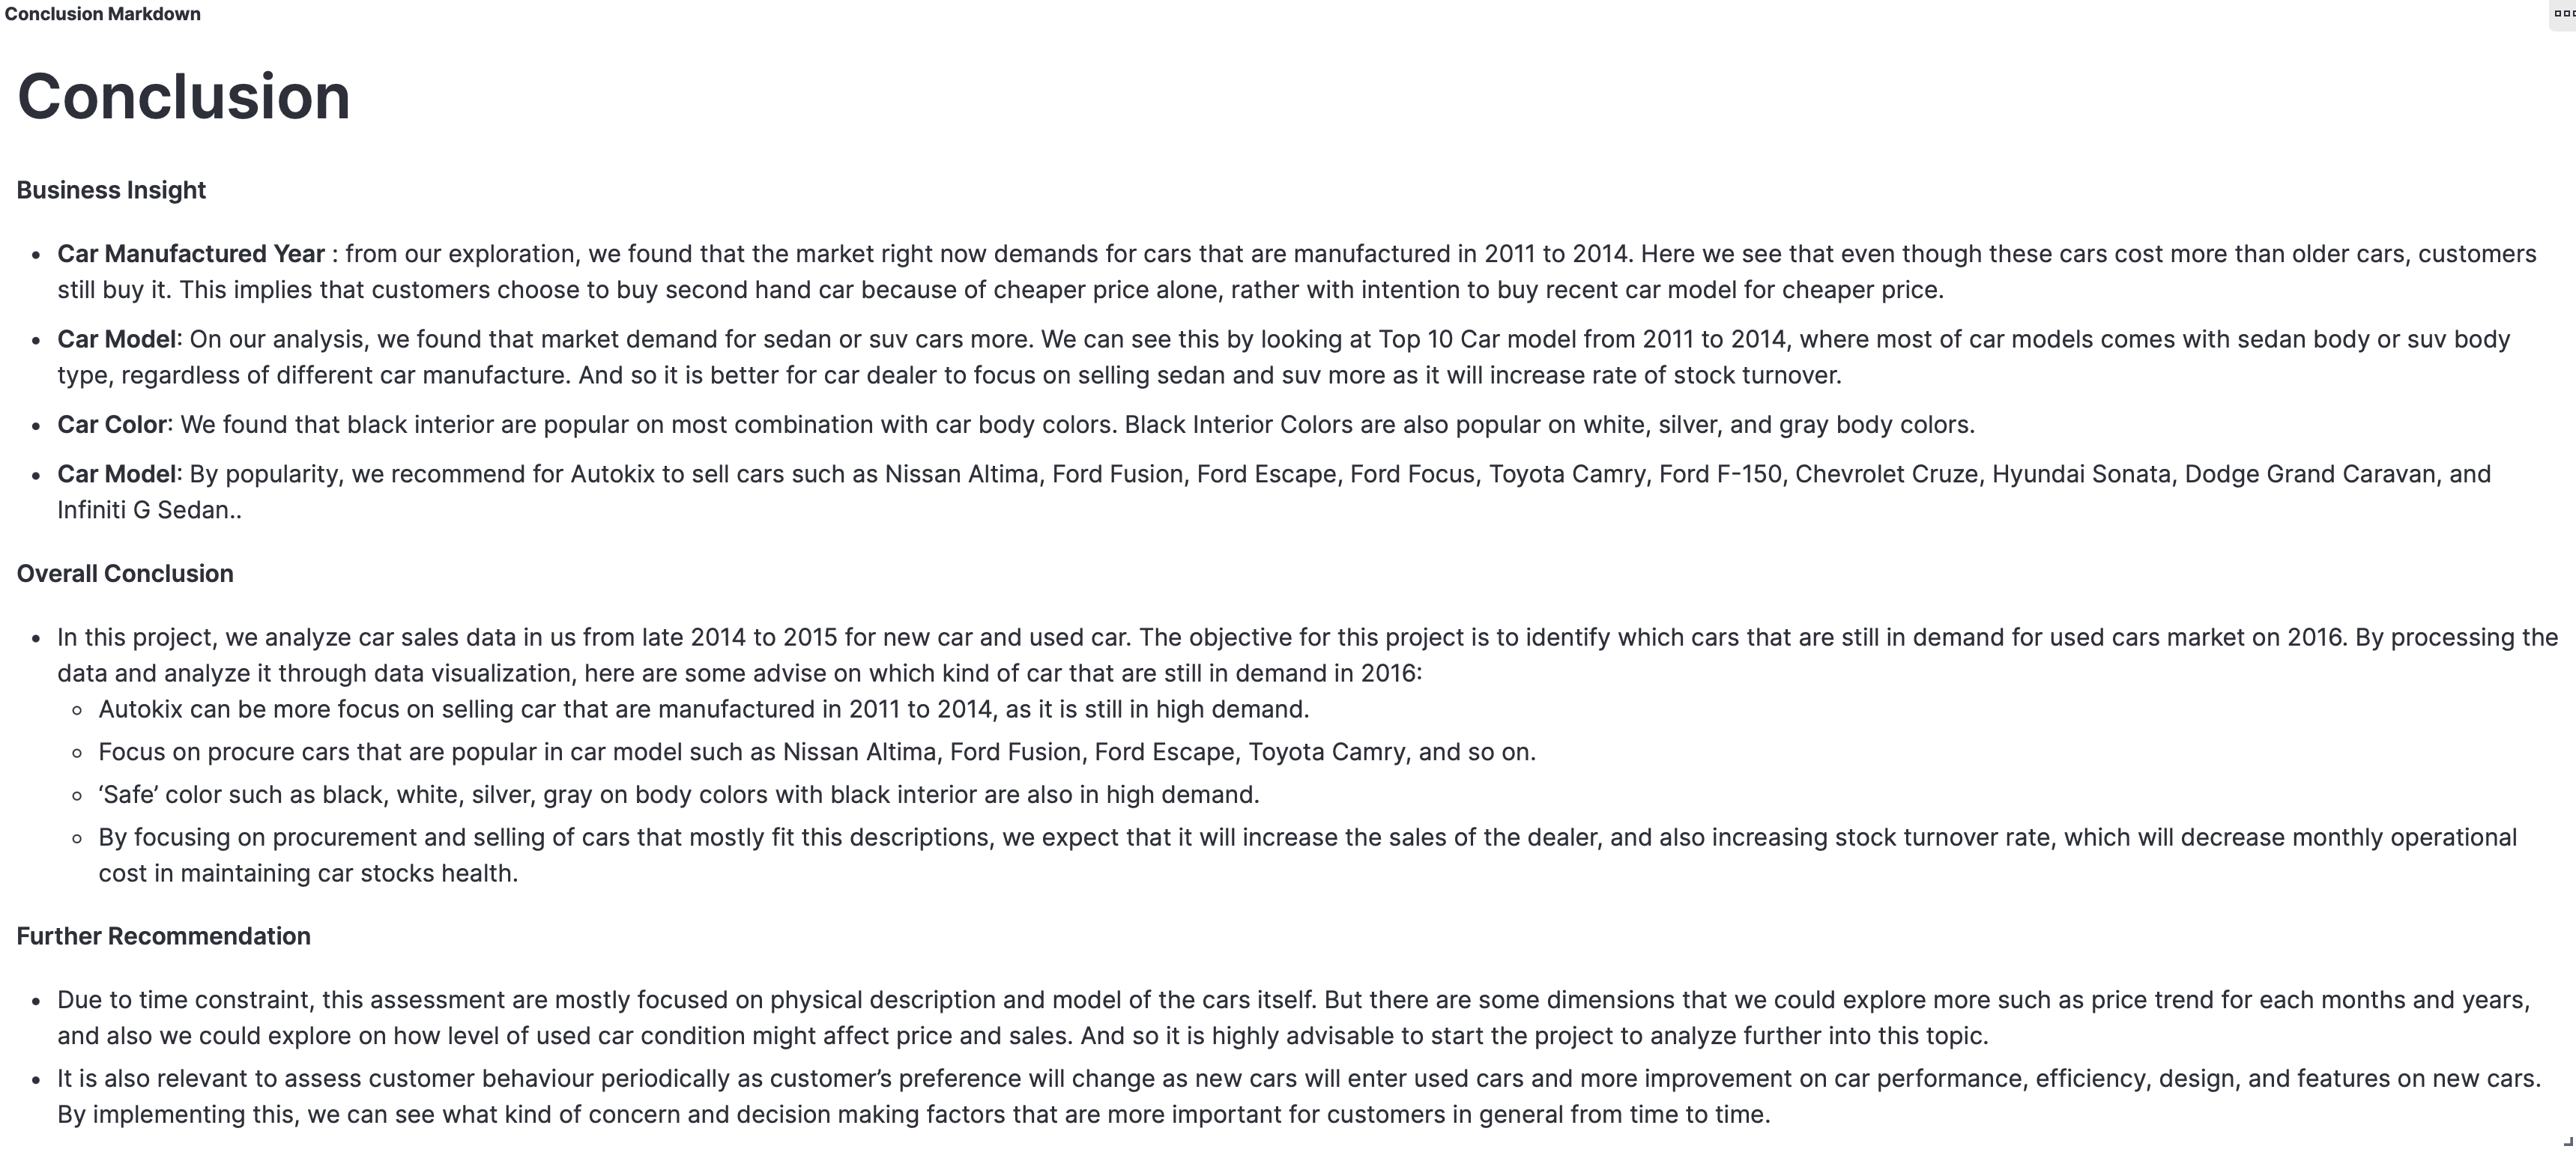 Conclusion Markdown
Conclusion
Business Insight
• Car Manufactured Year : from our exploration, we found that the market right now demands for cars that are manufactured in 2011 to 2014. Here we see that even though these cars cost more than older cars, customers
still buy it. This implies that customers choose to buy second hand car because of cheaper price alone, rather with intention to buy recent car model for cheaper price.
• Car Model: On our analysis, we found that market demand for sedan or suv cars more. We can see this by looking at Top 10 Car model from 2011 to 2014, where most of car models comes with sedan body or suv body
type, regardless of different car manufacture. And so it is better for car dealer to focus on selling sedan and suv more as it will increase rate of stock turnover.
• Car Color: We found that black interior are popular on most combination with car body colors. Black Interior Colors are also popular on white, silver, and gray body colors.
• Car Model: By popularity, we recommend for Autokix to sell cars such as Nissan Altima, Ford Fusion, Ford Escape, Ford Focus, Toyota Camry, Ford F-150, Chevrolet Cruze, Hyundai Sonata, Dodge Grand Caravan, and
Infiniti G Sedan..
Overall Conclusion
• In this project, we analyze car sales data in us from late 2014 to 2015 for new car and used car. The objective for this project is to identify which cars that are still in demand for used cars market on 2016. By processing the
data and analyze it through data visualization, here are some advise on which kind of car that are still in demand in 2016:
◦ Autokix can be more focus on selling car that are manufactured in 2011 to 2014, as it is still in high demand.
◦ Focus on procure cars that are popular in car model such as Nissan Altima, Ford Fusion, Ford Escape, Toyota Camry, and so on.
◦ ‘Safe’ color such as black, white, silver, gray on body colors with black interior are also in high demand.
◦ By focusing on procurement and selling of cars that mostly fit this descriptions, we expect that it will increase the sales of the dealer, and also increasing stock turnover rate, which will decrease monthly operational
cost in maintaining car stocks health.
Further Recommendation
• Due to time constraint, this assessment are mostly focused on physical description and model of the cars itself. But there are some dimensions that we could explore more such as price trend for each months and years,
and also we could explore on how level of used car condition might affect price and sales. And so it is highly advisable to start the project to analyze further into this topic.
• It is also relevant to assess customer behaviour periodically as customer’s preference will change as new cars will enter used cars and more improvement on car performance, efficiency, design, and features on new cars.
By implementing this, we can see what kind of concern and decision making factors that are more important for customers in general from time to time.